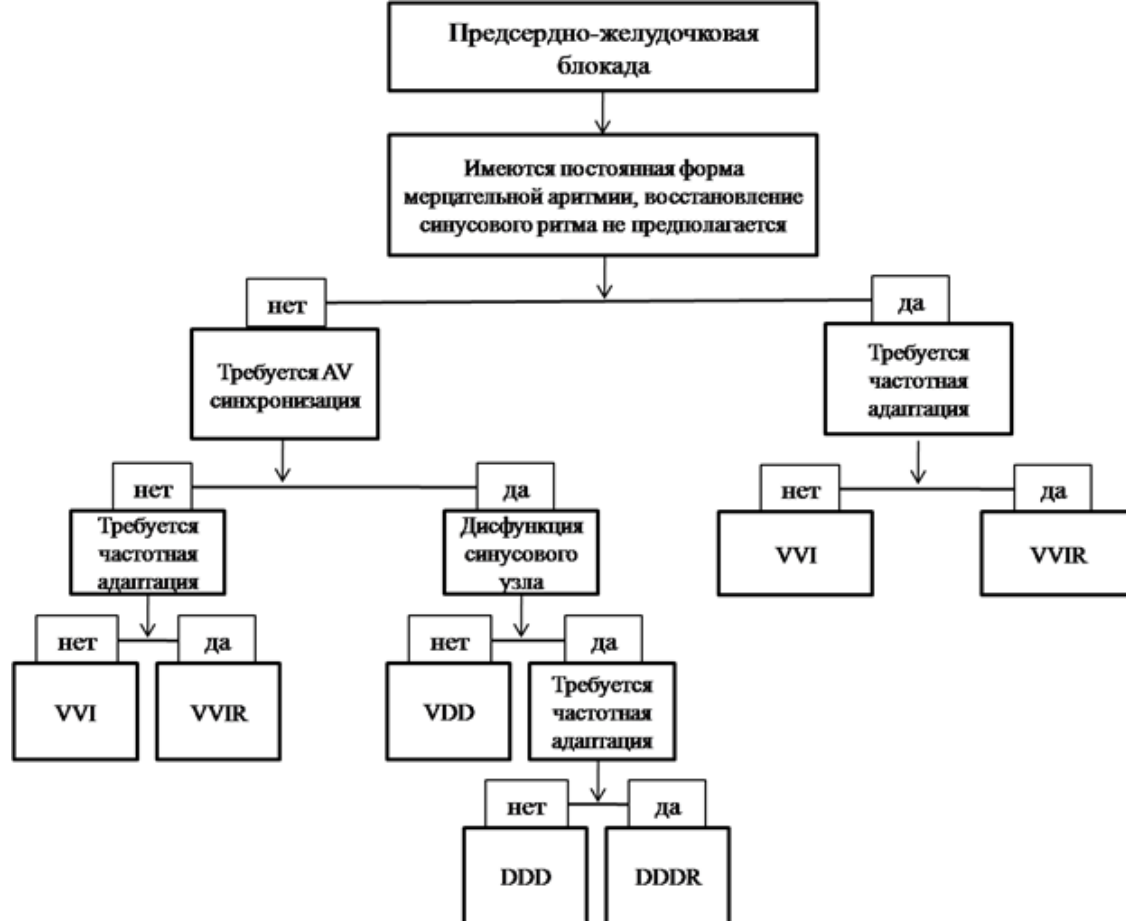 Предсердно-желудочковая
блокада
Имеются постоянная форма
мерцательной аритмии, восстановление
синусового ритма не предполагается
нет
да
Требуется AV
синхронизация
Требуется
частотная
адаптация
нет
да
нет
да
Требуется
частотная
адаптация
Дисфункция
синусового
узла
VVI
VVIR
нет
да
нет
да
VVI
VVIR
VDD
Требуется
частотная
адаптация
нет
да
DDD
DDDR